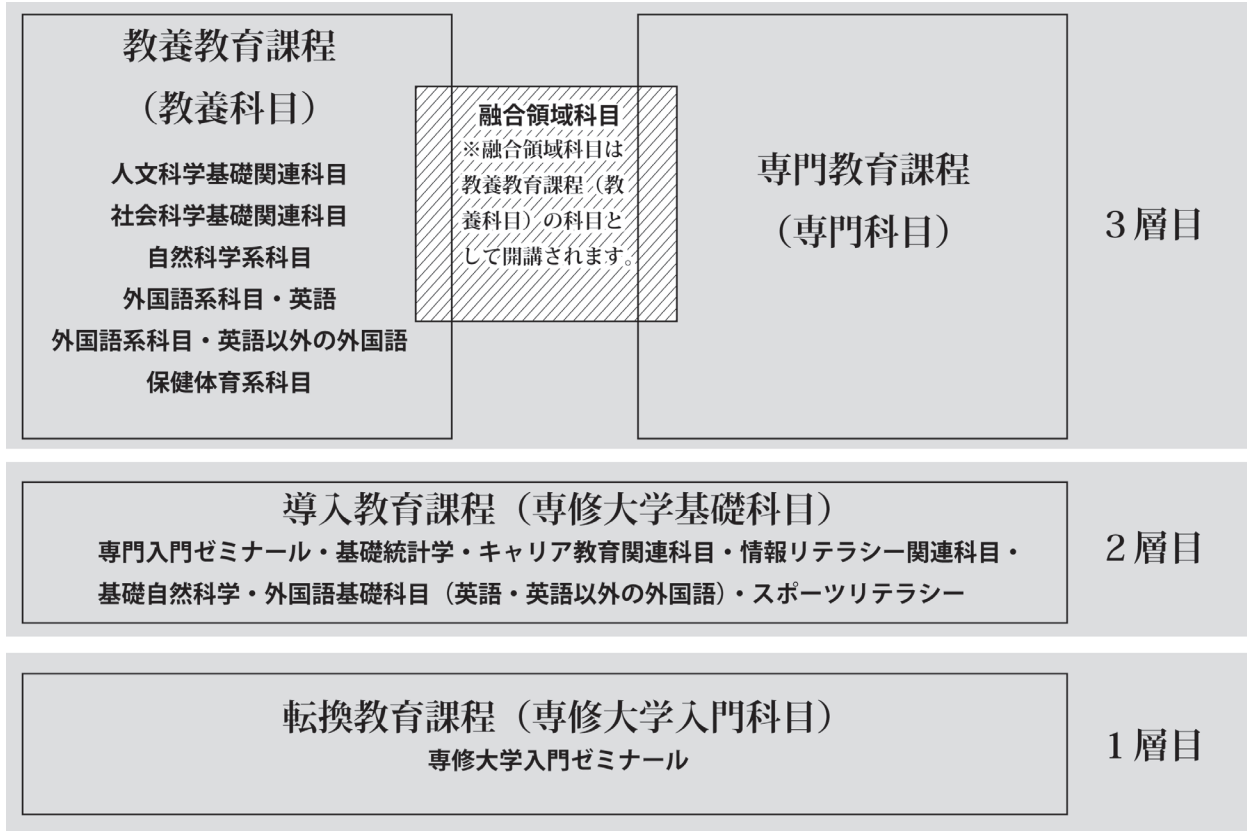 教養教育課程
（教養科目）
人文科学基礎関連科目
社会科学基礎関連科目
自然科学系科目
外国語系科目・英語
外国語系科目・英語以外の外国語
保健体育系科目
融合領域科目
※融合領域科目は
教養教育課程（教
養科目）の科目と
して開講されます。
専門教育課程
（専門科目）
３層目
導入教育課程（専修大学基礎科目）
専門入門ゼミナール・基礎統計学・キャリア教育関連科目・情報リテラシー関連科目・
基礎自然科学・外国語基礎科目（英語・英語以外の外国語）・スポーツリテラシー
２層目
転換教育課程（専修大学入門科目）
専修大学入門ゼミナール
１層目